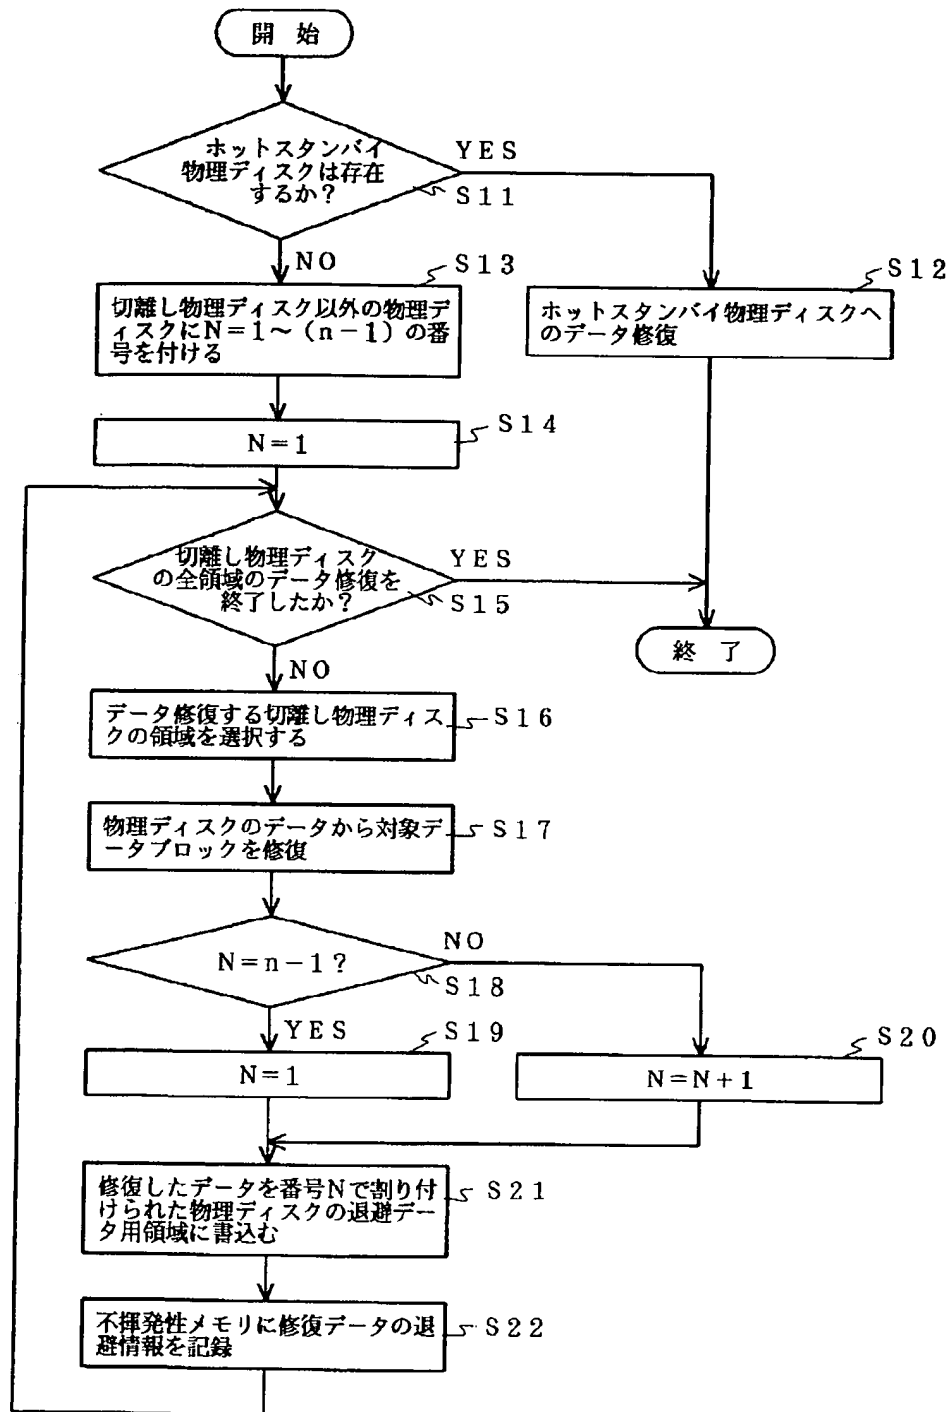 開 始
ホットスタンバイ
物理ディスクは存在
するか？
YES
S11
NO
S13
切離し物理ディスク以外の物理デ
ィスクにN＝1～（n－1）の番
号を付ける
S12
ホットスタンバイ物理ディスクへ
のデータ修復
S14
N＝1
切離し物理ディスク
の全領域のデータ修復を
終了したか？
YES
S15
終 了
NO
データ修復する切離し物理ディス
クの領域を選択する
S16
物理ディスクのデータから対象デ
ータブロックを修復
S17
N＝n－1？
NO
S18
YES
S19
N＝1
S20
N＝N＋1
修復したデータを番号Nで割り付
けられた物理ディスクの退避デー
タ用領域に書込む
S21
不揮発性メモリに修復データの退
避情報を記録
S22